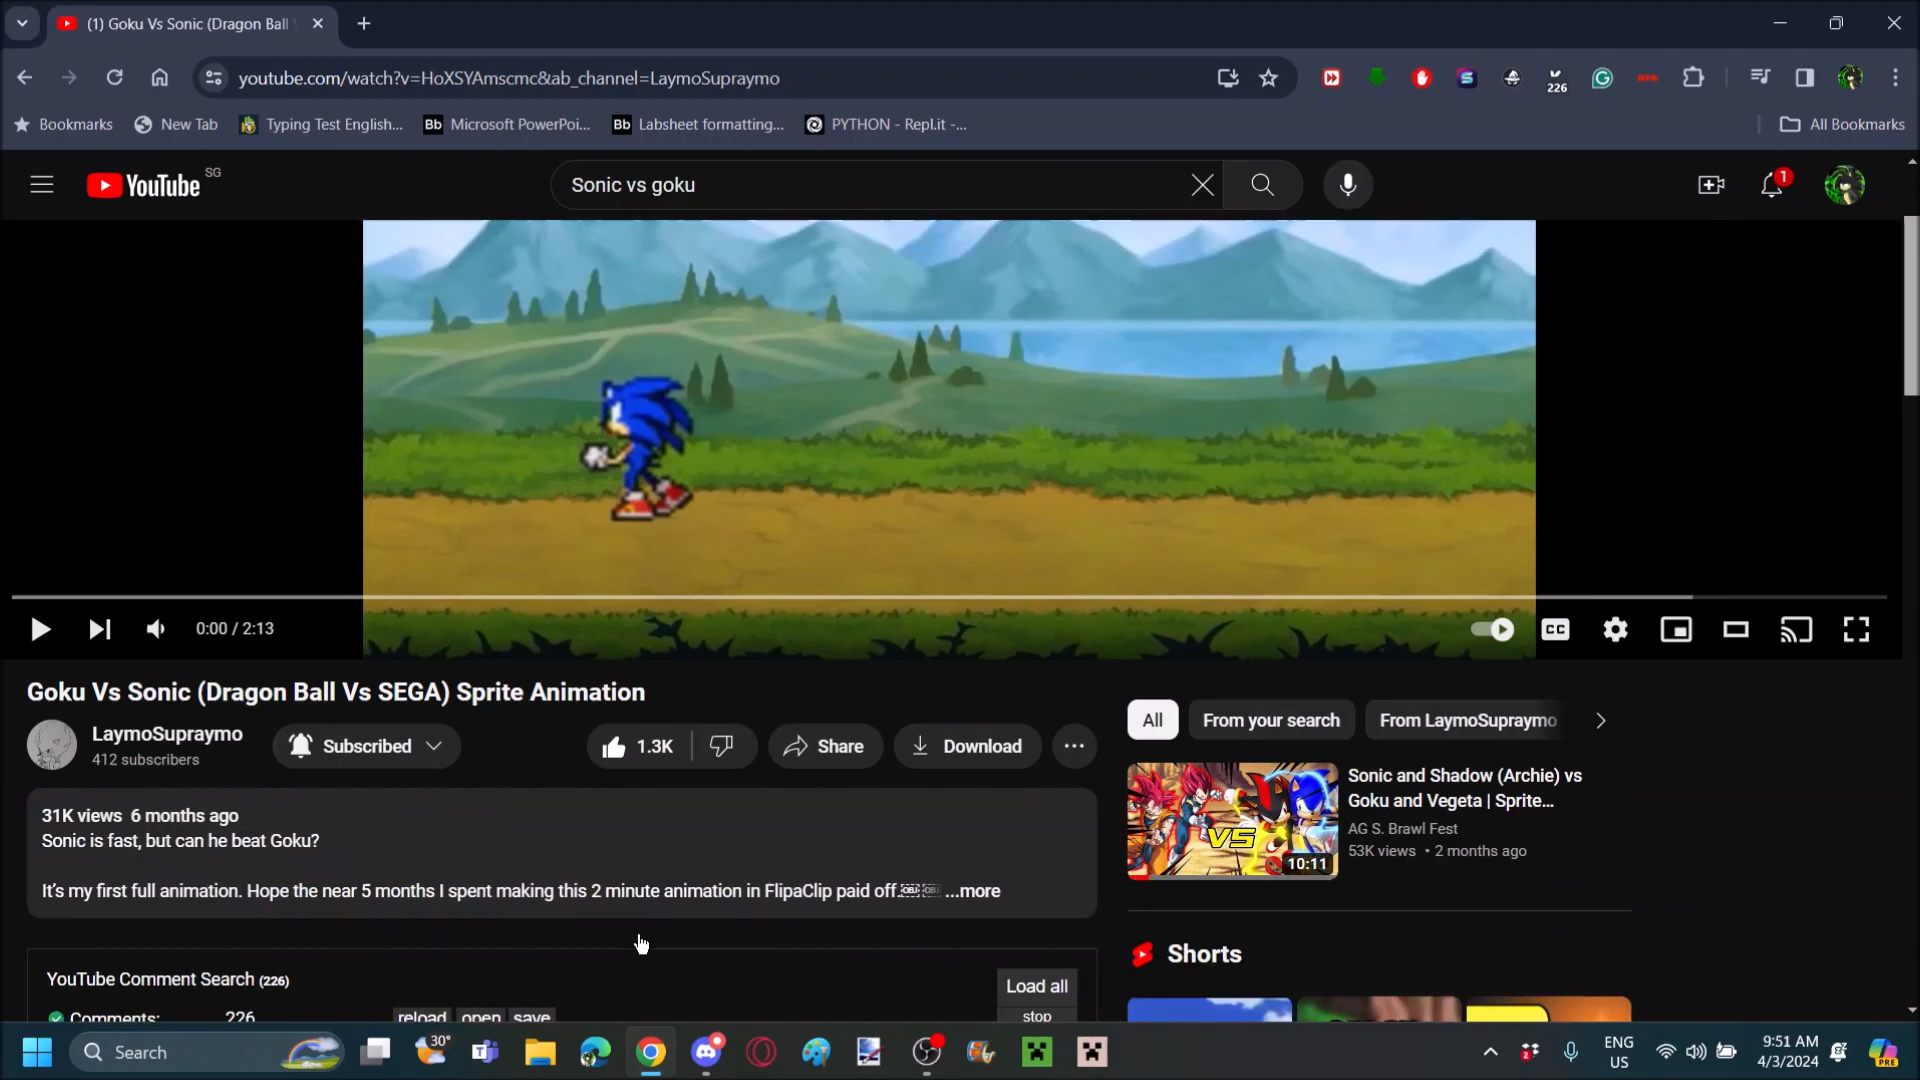 (1) Goku Vs Sonic (Dragon Ball
youtube.com/watch?v=HoXSYAmscmc&ab_channel=LaymoSupraymo
226
Bookmarks
New Tab
Typing Test English...
Bb Microsoft PowerPoi...
Bb Labsheet formatting...
PYTHON - Repl.it -...
All Bookmarks
YouTube SG
Sonic vs goku
1
0:00 / 2:13
CC
Goku Vs Sonic (Dragon Ball Vs SEGA) Sprite Animation
LaymoSupraymo
412 subscribers
Subscribed
1.3K
Share
Download
31K views 6 months ago
Sonic is fast, but can he beat Goku?
It's my first full animation. Hope the near 5 months I spent making this 2 minute animation in FlipaClip paid off. ...more
YouTube Comment Search (226)
Load all
Comments: 226 reload open save
stop
All
From your search
From LaymoSupraymo
VS
10:11
Sonic and Shadow (Archie) vs
Goku and Vegeta | Sprite...
AG S. Brawl Fest
53K views • 2 months ago
Shorts
Search
30°
ENG
US
9:51 AM
4/3/2024
PRE